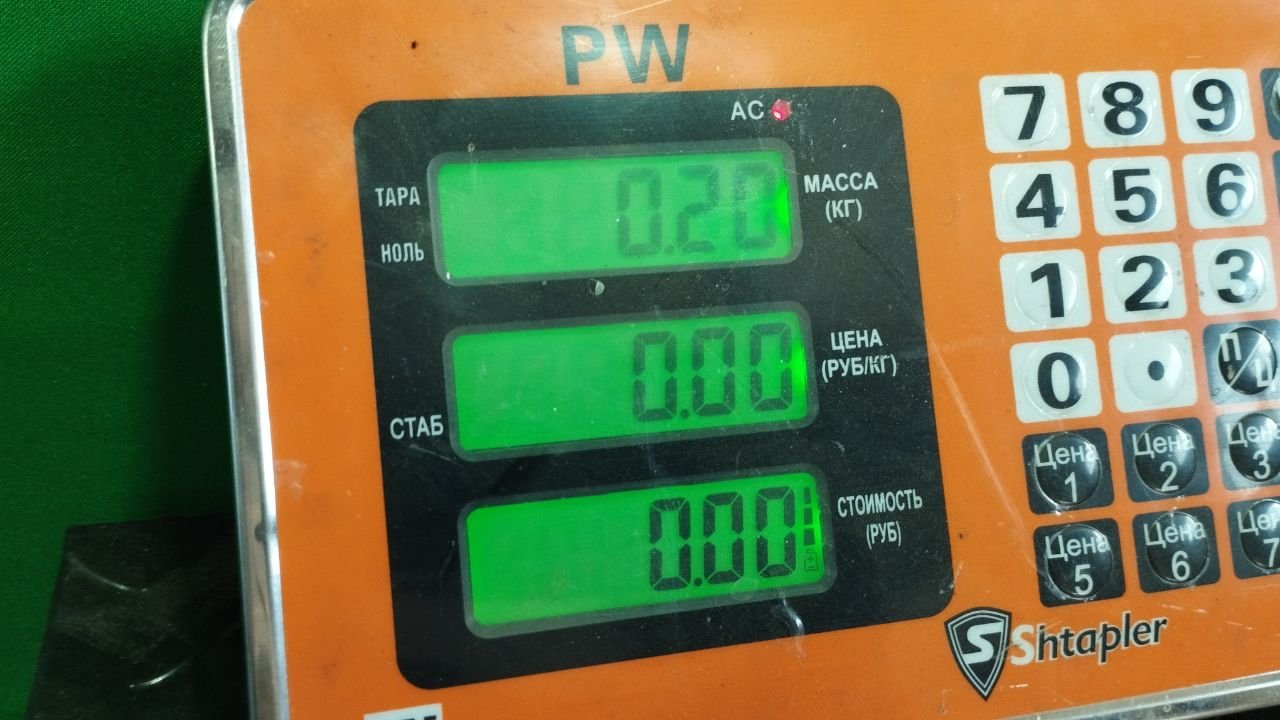 PW
AC
ТАРА
НОЛЬ
0.20
МАССА
(КГ)
0.00
ЦЕНА
(РУБ/КГ)
СТАБ
0.00
СТОИМОСТЬ
(РУБ)
7 8 9
4 5 6
1 2 3
0 . П/Ц
Цена 1 Цена 2 Цена 3
Цена 5 Цена 6 Цена 7
S Shtapler